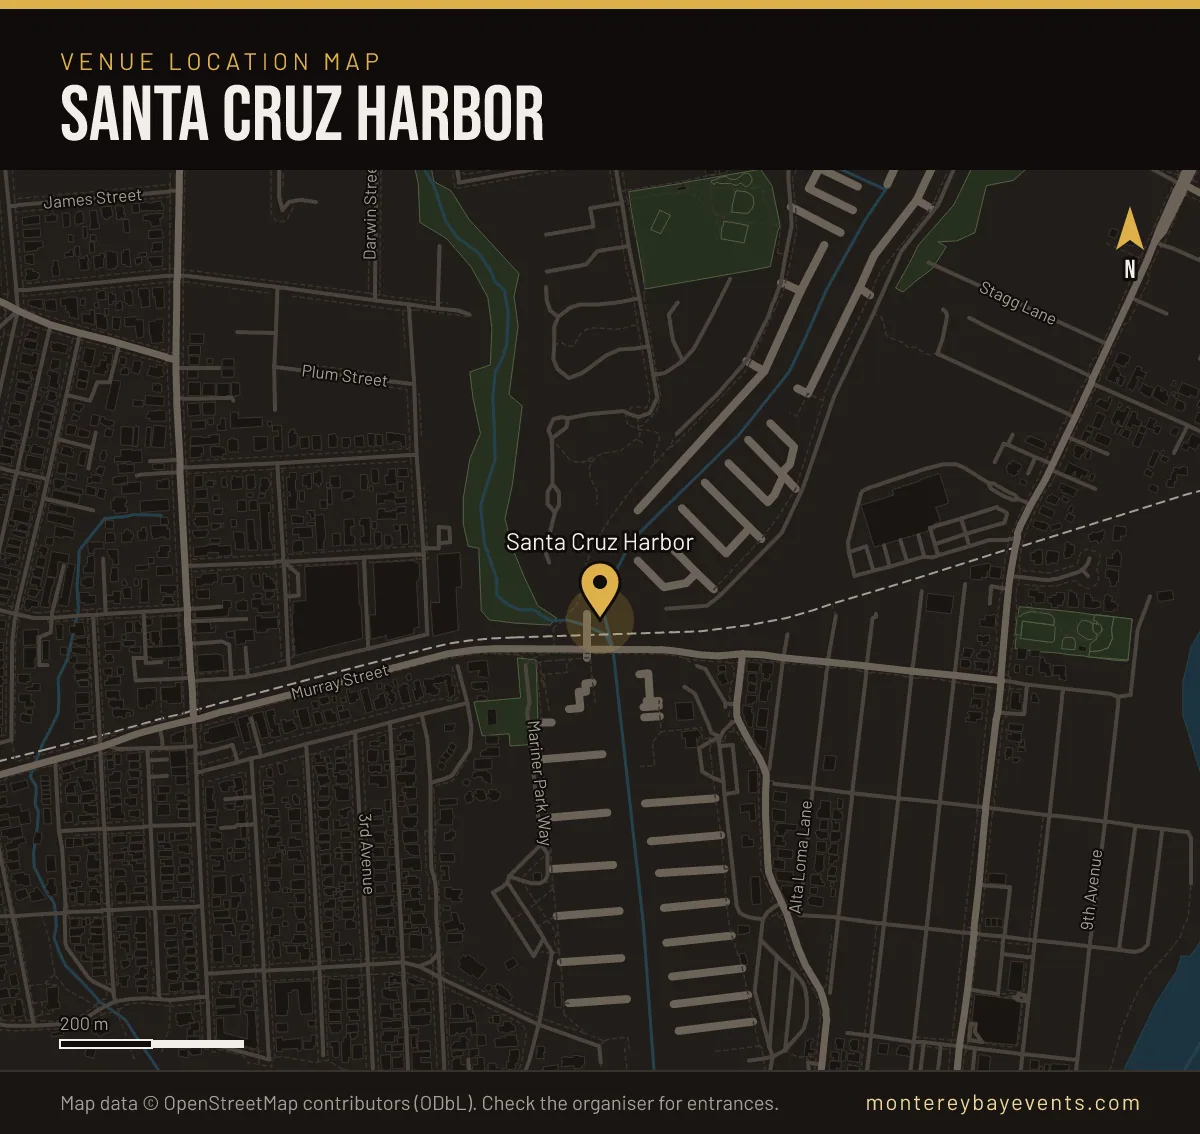 VENUE LOCATION MAP
SANTA CRUZ HARBOR
James Street
Darwin Stree
N
Stagg Lane
Plum Street
Santa Cruz Harbor
Murray Street
Mariner Park Way
3rd Avenue
Alta Loma Lane
9th Avenue
200 m
Map data © OpenStreetMap contributors (ODbL). Check the organiser for entrances.
montereybayevents.com